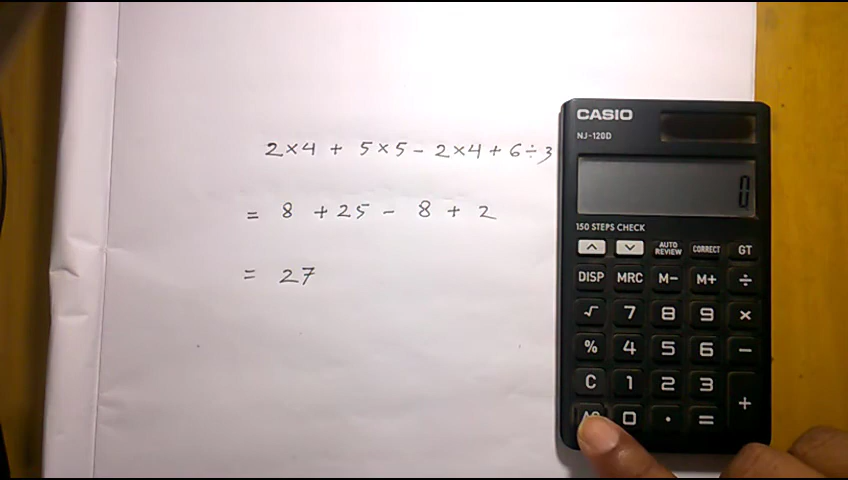 2×4 + 5×5 - 2×4 + 6÷3
= 8 + 25 - 8 + 2
= 27
CASIO
NJ-120D
0
150 STEPS CHECK
AUTO REVIEW CORRECT GT
DISP MRC M- M+ ÷
√ 7 8 9 ×
% 4 5 6 -
C 1 2 3 +
0 · =